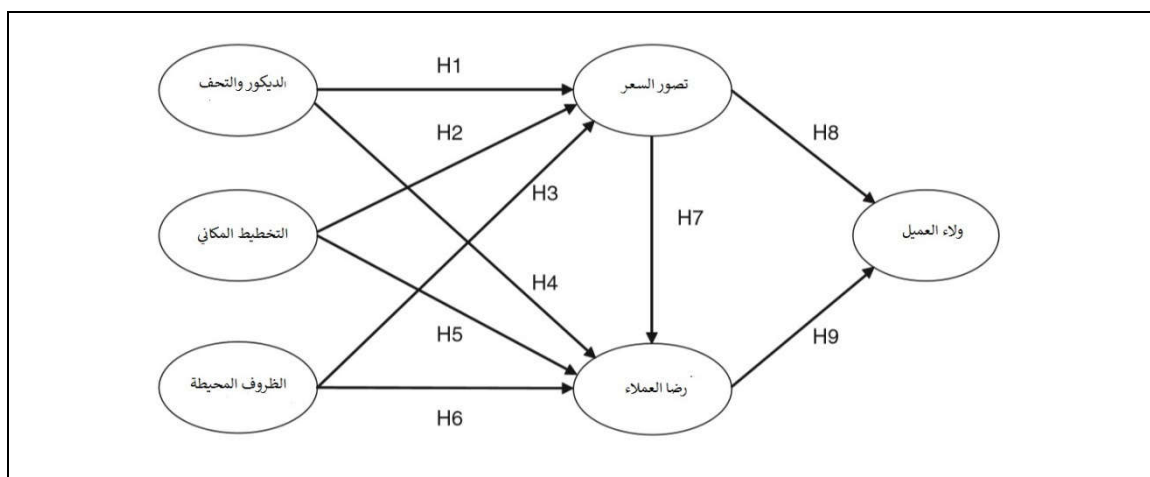 الديكور والتحف
H1
تصور السعر
H2
H8
H3
التخطيط المكاني
H7
ولاء العميل
H4
H5
H9
الظروف المحيطة
رضا العملاء
H6